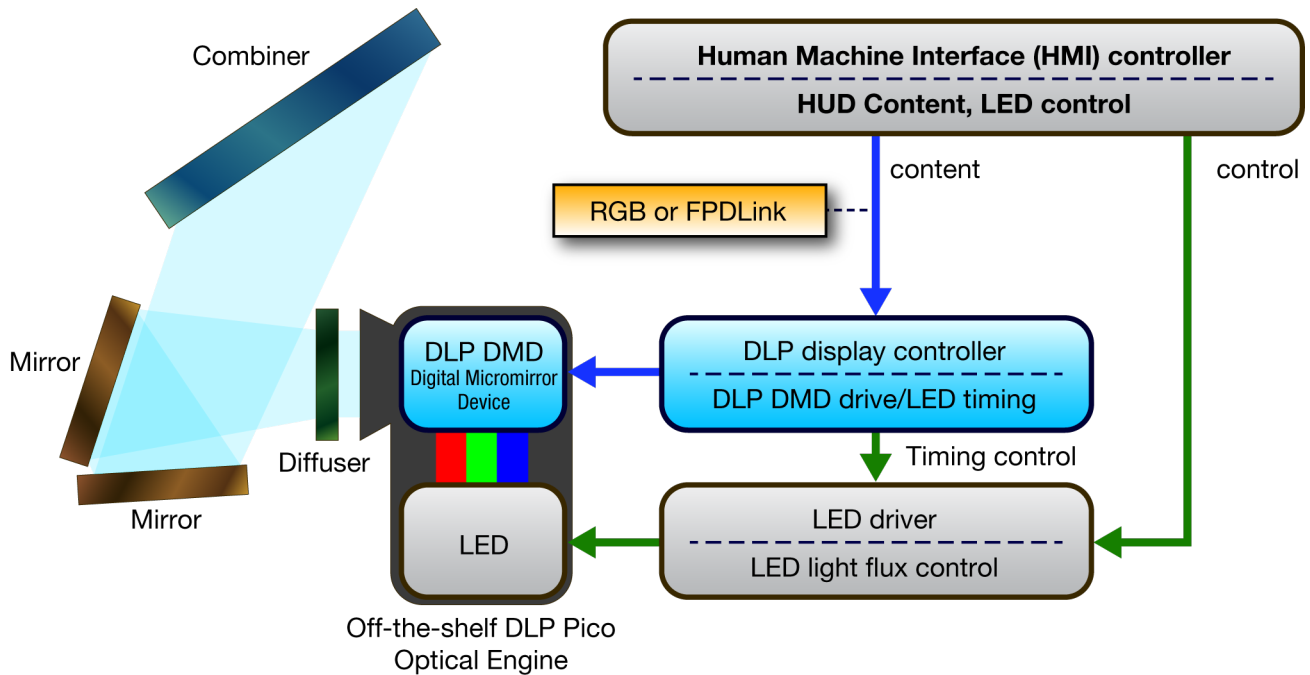 Combiner
Human Machine Interface (HMI) controller
HUD Content, LED control
content
control
RGB or FPDLink
Mirror
DLP DMD
Digital Micromirror
Device
DLP display controller
DLP DMD drive/LED timing
Diffuser
Timing control
Mirror
LED
LED driver
LED light flux control
Off-the-shelf DLP Pico
Optical Engine